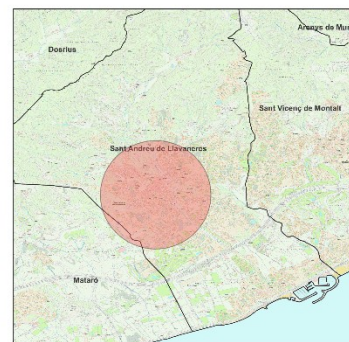 Arenys de Mu
Dosrius
Sant Vicenç de Montalt
Sant Andreu de Llavaneres
Mataró